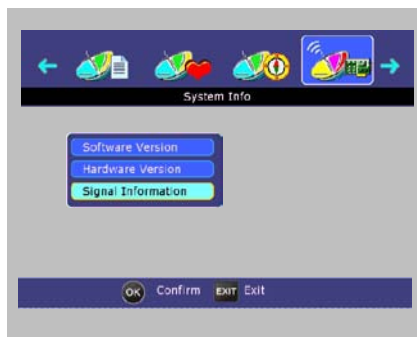 System Info
Software Version
Hardware Version
Signal Information
OK Confirm EXIT Exit